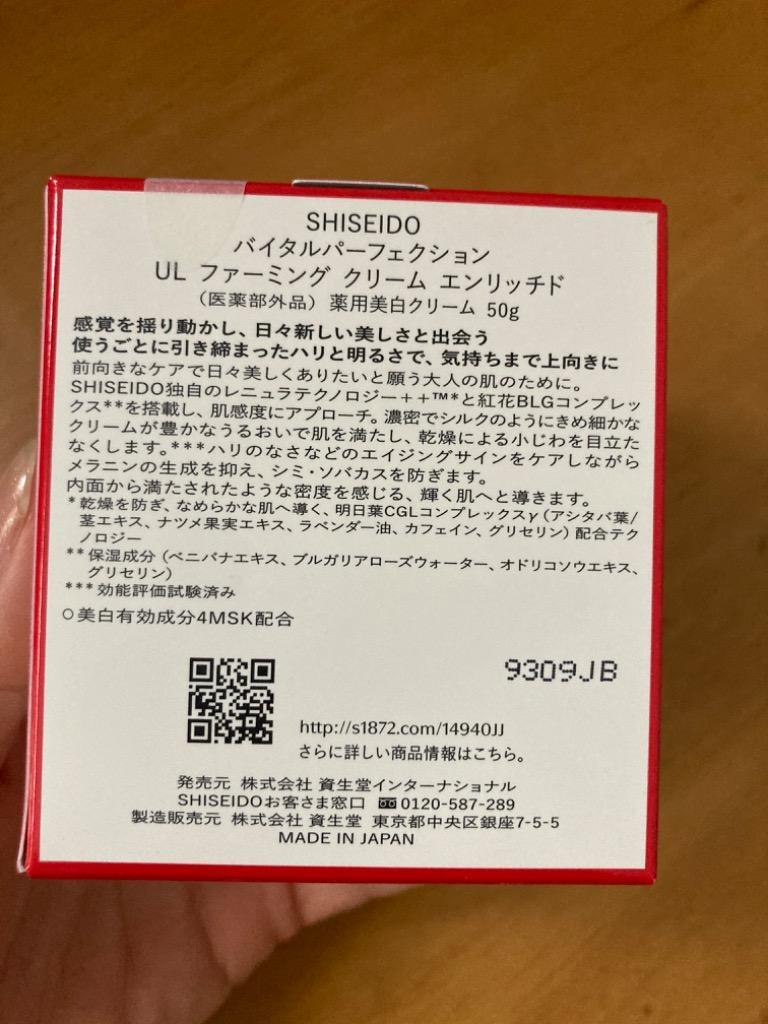 SHISEIDO
バイタルパーフェクション
UL ファーミング クリーム エンリッチド
（医薬部外品）薬用美白クリーム 50g
感覚を揺り動かし、日々新しい美しさと出会う
使うごとに引き締まったハリと明るさで、気持ちまで上向きに
前向きなケアで日々美しくありたいと願う大人の肌のために。
SHISEIDO独自のレニュラテクノロジー＋＋™*と紅花BLGコンプレッ
クス**を搭載し、肌感度にアプローチ。濃密でシルクのようにきめ細かな
クリームが豊かなうるおいで肌を満たし、乾燥による小じわを目立た
なくします。***ハリのなさなどのエイジングサインをケアしながら
メラニンの生成を抑え、シミ・ソバカスを防ぎます。
内面から満たされたような密度を感じる、輝く肌へと導きます。
*乾燥を防ぎ、なめらかな肌へ導く、明日葉CGLコンプレックスγ（アシタバ葉/
茎エキス、ナツメ果実エキス、ラベンダー油、カフェイン、グリセリン）配合テク
ノロジー
**保湿成分（ベニバナエキス、ブルガリアローズウォーター、オドリコソウエキス、
グリセリン）
***効能評価試験済み
○美白有効成分4MSK配合
9309JB
http://s1872.com/14940JJ
さらに詳しい商品情報はこちら。
発売元 株式会社 資生堂インターナショナル
SHISEIDOお客さま窓口 0120-587-289
製造販売元 株式会社 資生堂 東京都中央区銀座7-5-5
MADE IN JAPAN